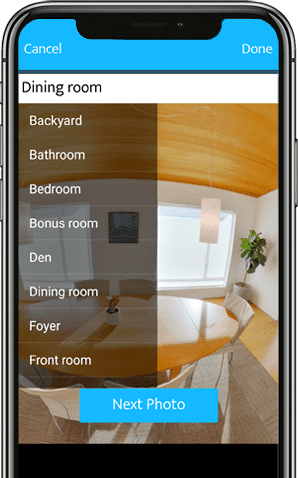 Cancel Done
Dining room
Backyard
Bathroom
Bedroom
Bonus room
Den
Dining room
Foyer
Front room
Next Photo